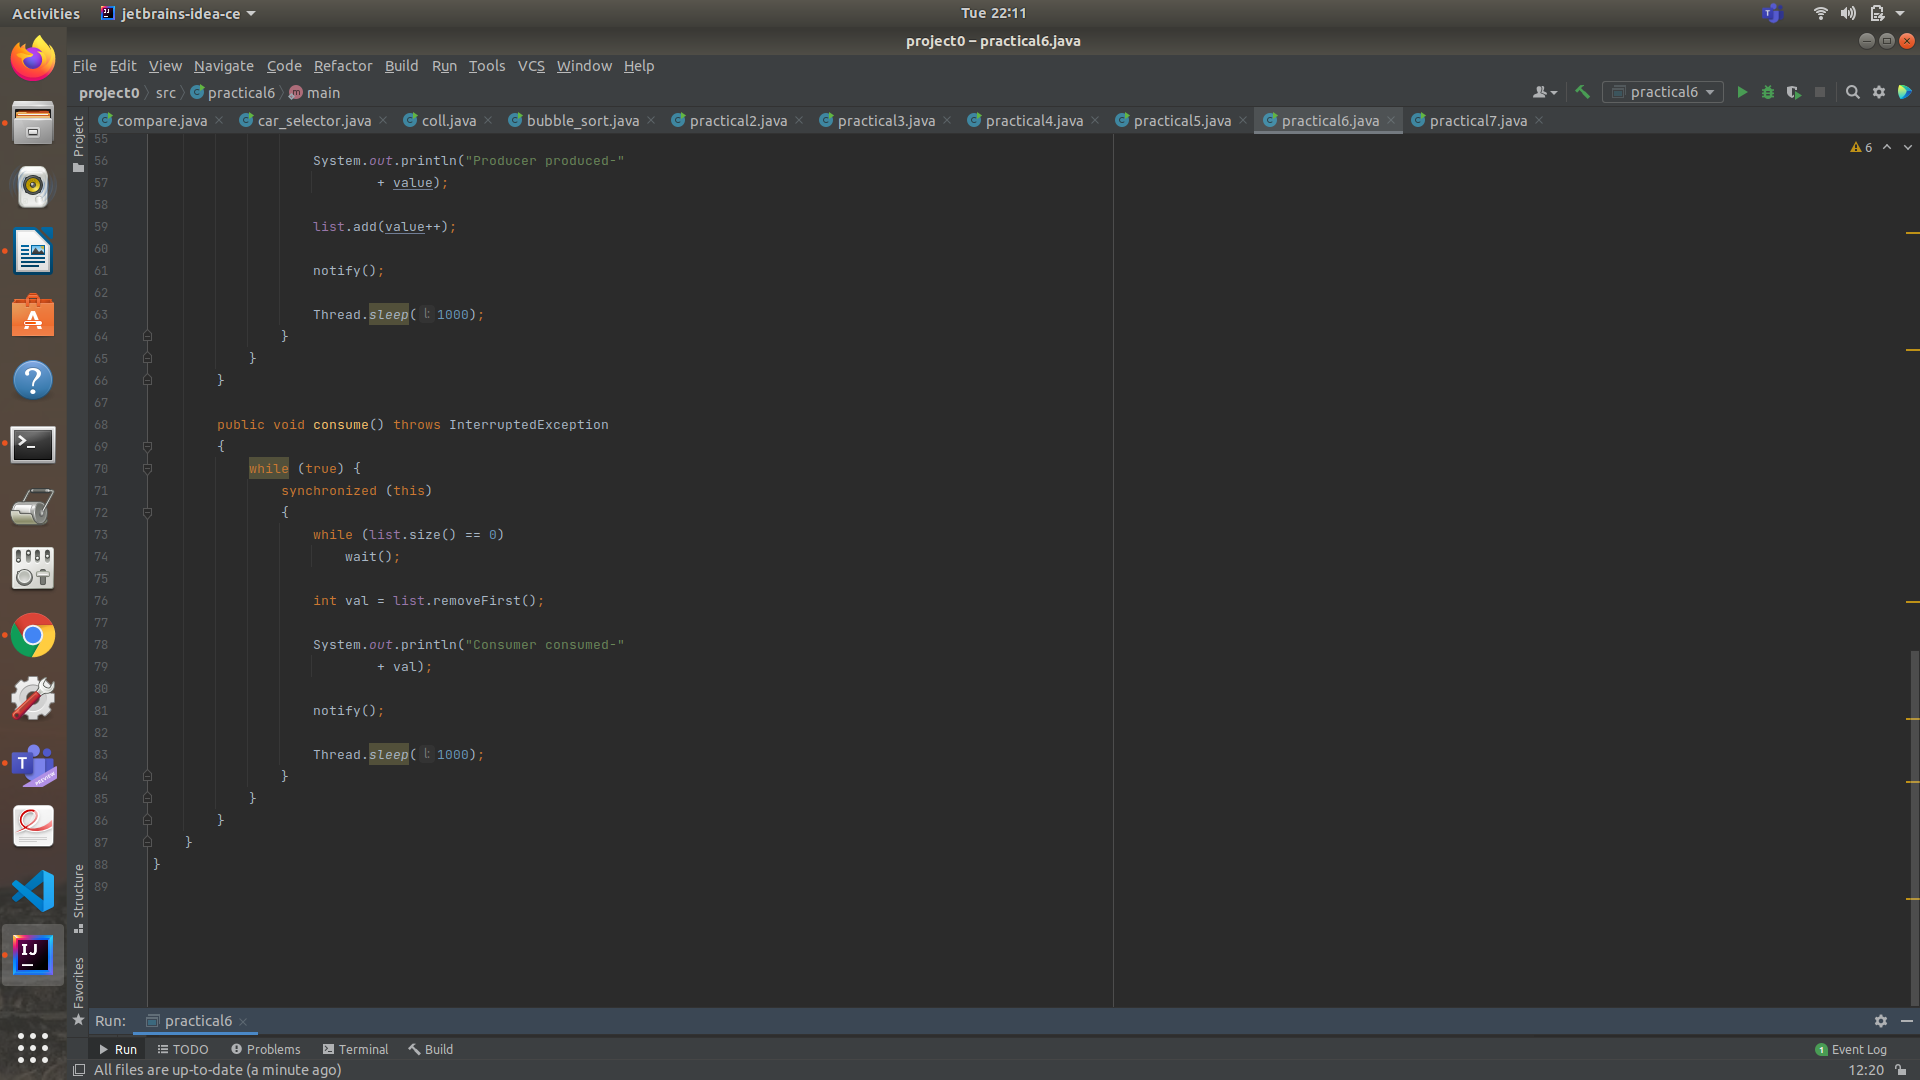 Activities jetbrains-idea-ce Tue 22:11
project0 – practical6.java
File Edit View Navigate Code Refactor Build Run Tools VCS Window Help
project0 src practical6 main practical6
compare.java car_selector.java coll.java bubble_sort.java practical2.java practical3.java practical4.java practical5.java practical6.java practical7.java
Project
6
55
56 System.out.println("Producer produced-"
57 + value);
58
59 list.add(value++);
60
61 notify();
62
63 Thread.sleep( l: 1000);
64 }
65 }
66 }
67
68 public void consume() throws InterruptedException
69 {
70 while (true) {
71 synchronized (this)
72 {
73 while (list.size() == 0)
74 wait();
75
76 int val = list.removeFirst();
77
78 System.out.println("Consumer consumed-"
79 + val);
80
81 notify();
82
83 Thread.sleep( l: 1000);
84 }
85 }
86 }
87 }
88 }
89
Structure
Favorites
Run: practical6
Run TODO Problems Terminal Build 1 Event Log
All files are up-to-date (a minute ago) 12:20